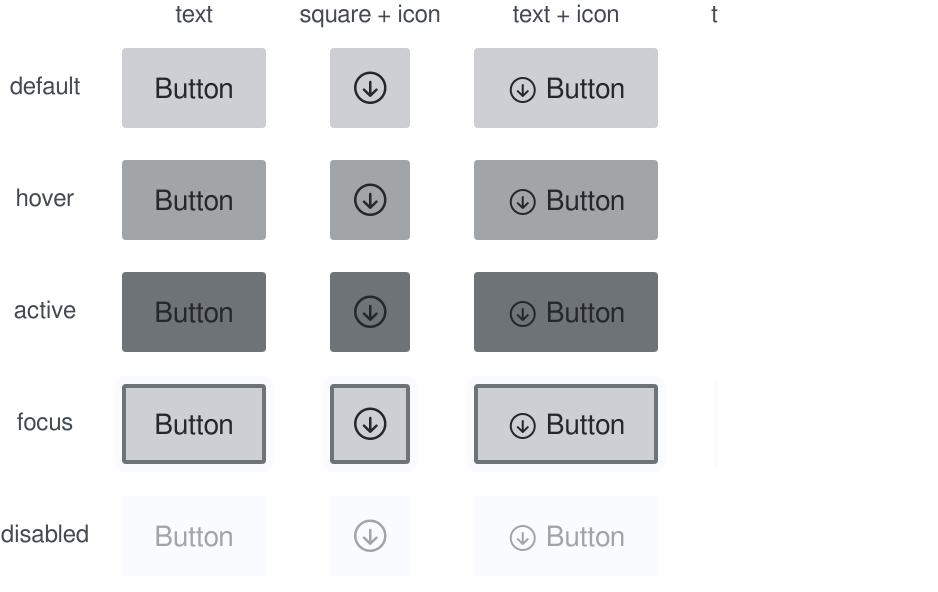 text square + icon text + icon t
default Button Button
hover Button Button
active Button Button
focus Button Button
disabled Button Button